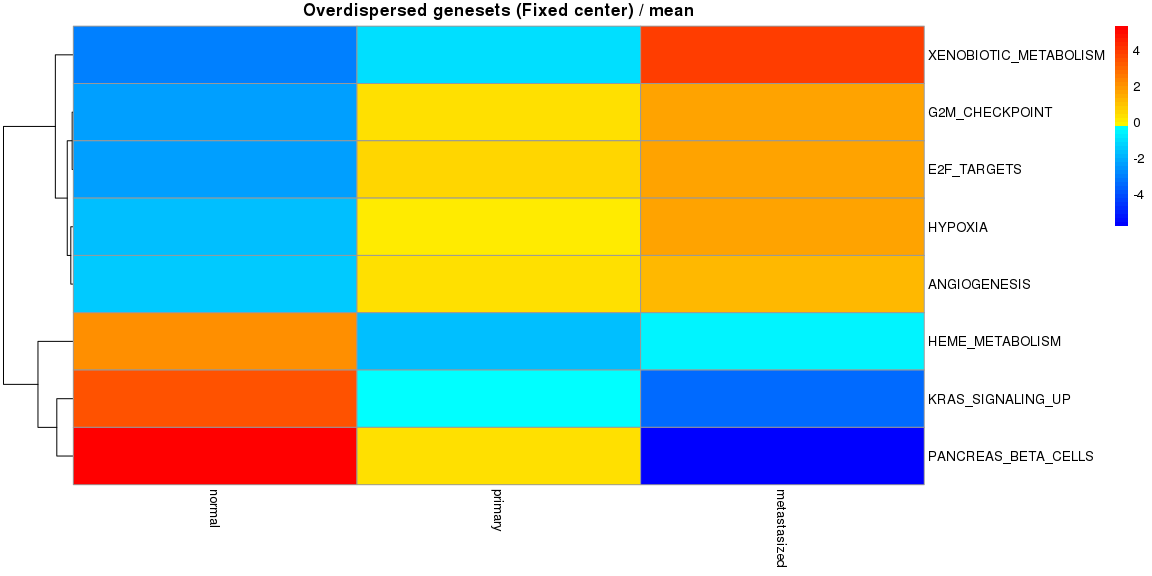 Overdispersed genesets (Fixed center) / mean
XENOBIOTIC_METABOLISM
G2M_CHECKPOINT
E2F_TARGETS
HYPOXIA
ANGIOGENESIS
HEME_METABOLISM
KRAS_SIGNALING_UP
PANCREAS_BETA_CELLS
4
2
0
-2
-4
normal
primary
metastasized